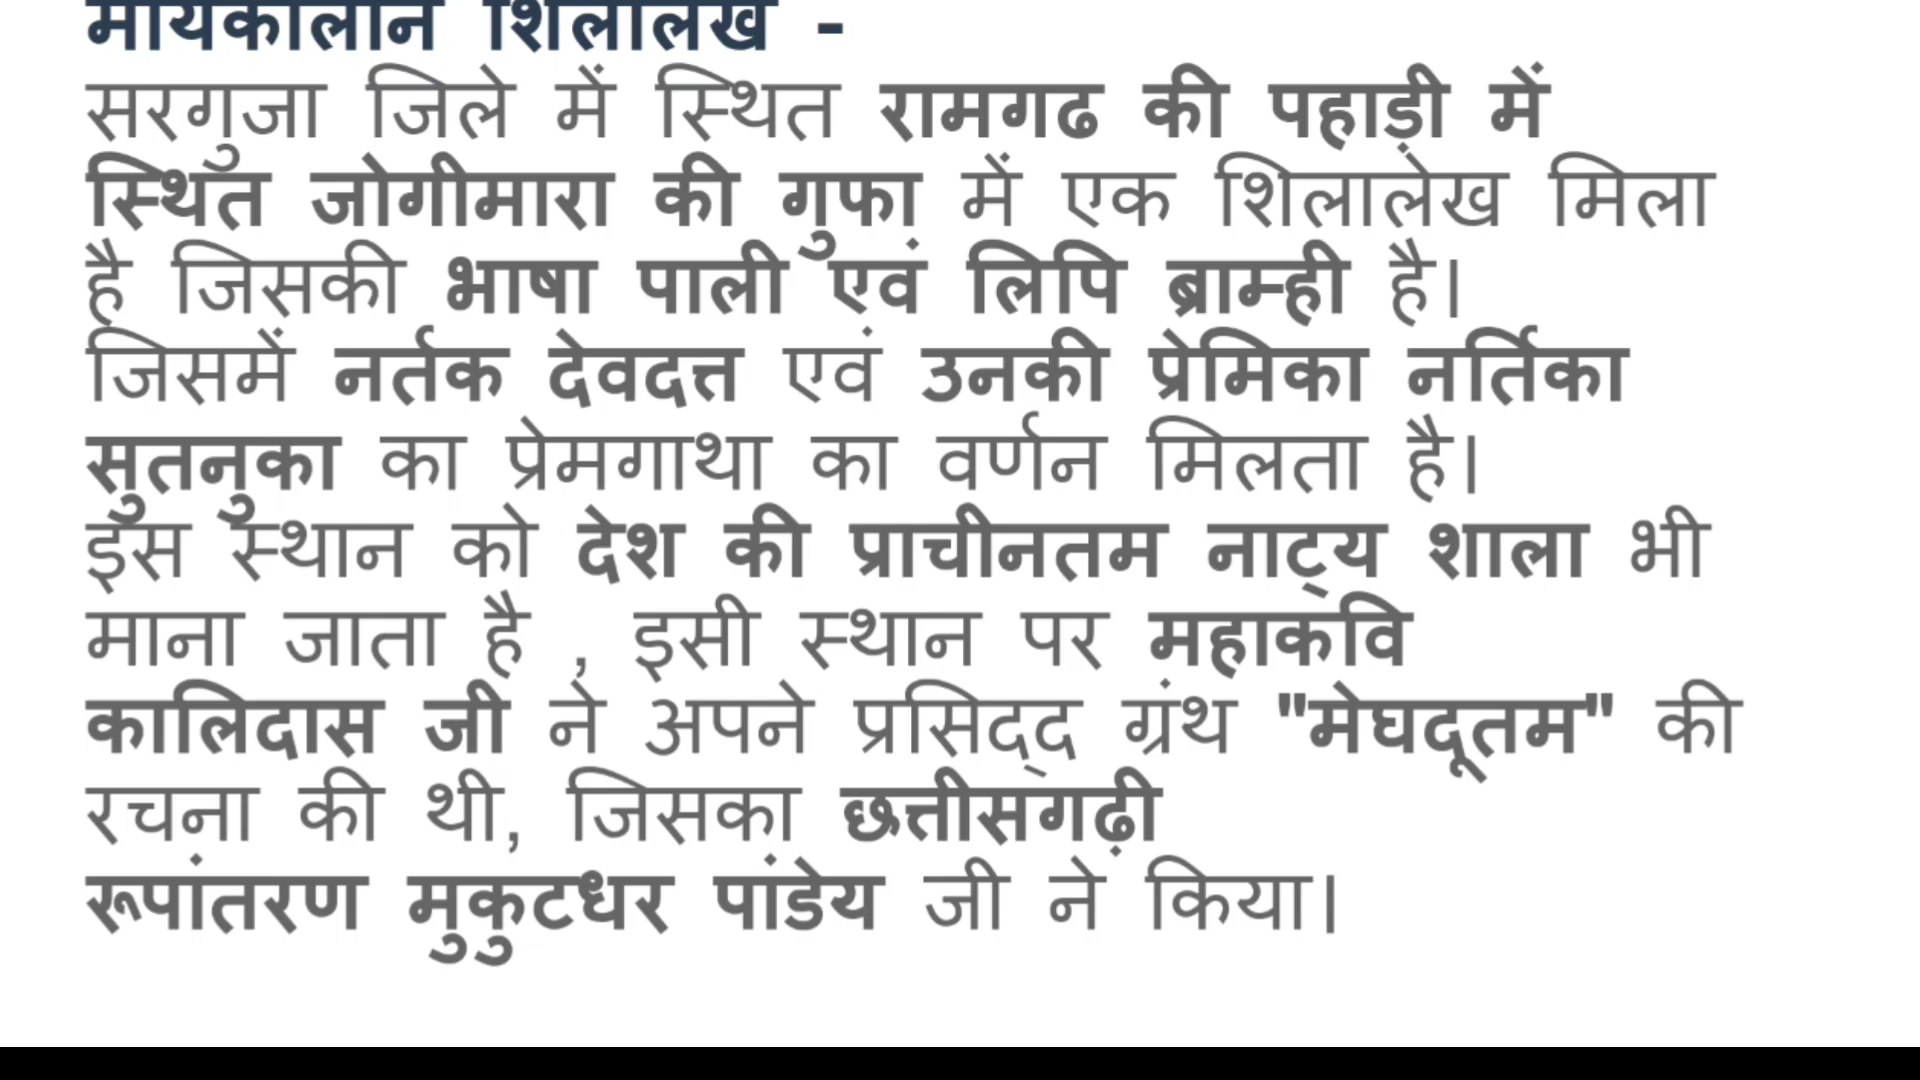 शिलालेख -
सरगुजा जिले में स्थित रामगढ की पहाड़ी में
स्थित जोगीमारा की गुफा में एक शिलालेख मिला
है जिसकी भाषा पाली एवं लिपि ब्राम्ही है।
जिसमें नर्तक देवदत्त एवं उनकी प्रेमिका नर्तिका
सुतनुका का प्रेमगाथा का वर्णन मिलता है।
इस स्थान को देश की प्राचीनतम नाट्य शाला भी
माना जाता है , इसी स्थान पर महाकवि
कालिदास जी ने अपने प्रसिद्द ग्रंथ "मेघदूतम" की
रचना की थी, जिसका छत्तीसगढ़ी
रूपांतरण मुकुटधर पांडेय जी ने किया।